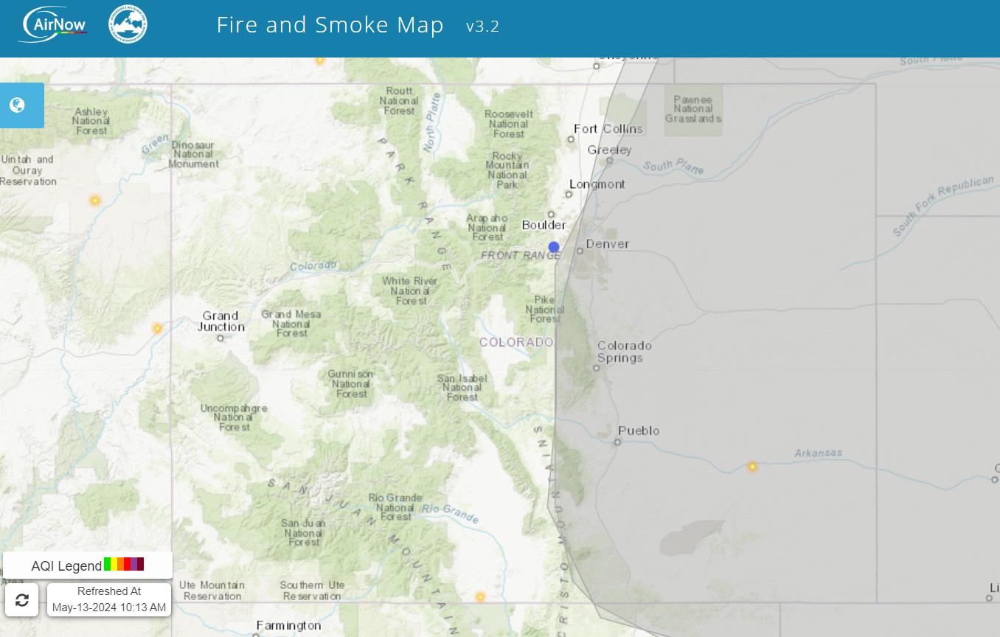 AirNow
Fire and Smoke Map v3.2
Cheyenne
South Platte
Routt
National
Forest
North Platte
Pawnee
National
Grasslands
Ashley
National
Forest
Roosevelt
National
Forest
Fort Collins
Green
Dinosaur
National
Monument
PARK RANGE
Greeley
Uintah and
Ouray
Reservation
Rocky
Mountain
National
Park
South Platte
Longmont
South Fork Republican
Arapaho
National
Forest
Boulder
Denver
FRONT RANGE
Colorado
White River
National
Forest
Pike
National
Forest
Grand
Junction
Grand Mesa
National
Forest
COLORADO
Colorado
Springs
Gunnison
National
Forest
San Isabel
National
Forest
Uncompahgre
National
Forest
Pueblo
Arkansas
SAN JUAN MOUNTAIN
Rio Grande
National
Forest
Rio Grande
San Juan
National
Forest
CRISTO MOUNTAINS
AQI Legend
Refreshed At
May-13-2024 10:13 AM
Ute Mountain
Reservation
Southern Ute
Reservation
Li
Farmington